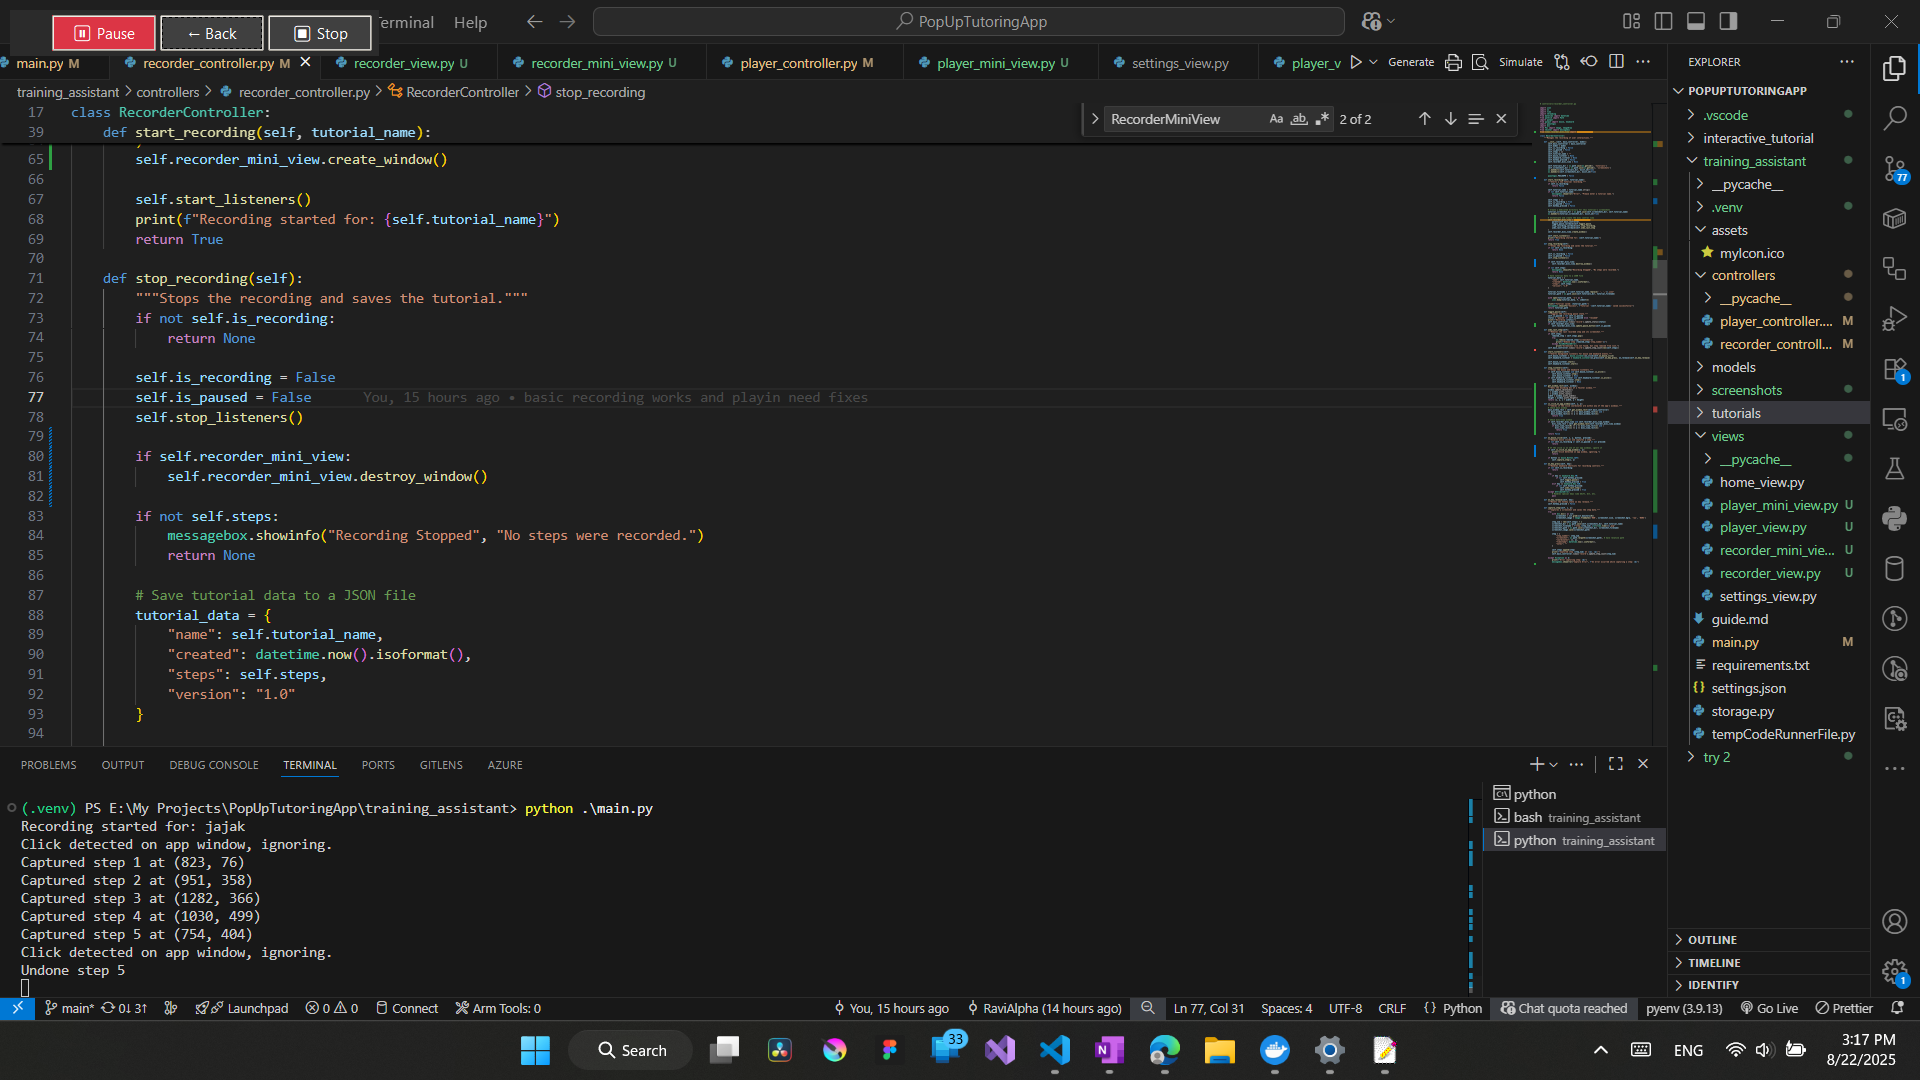 Pause
← Back
Stop
Terminal
Help
PopUpTutoringApp
main.py M
recorder_controller.py M
recorder_view.py U
recorder_mini_view.py U
player_controller.py M
player_mini_view.py U
settings_view.py
player_v
Generate
Simulate
training_assistant > controllers > recorder_controller.py > RecorderController > stop_recording
RecorderMiniView
Aa
ab
2 of 2
17 class RecorderController:
39 def start_recording(self, tutorial_name):
65 self.recorder_mini_view.create_window()
66
67 self.start_listeners()
68 print(f"Recording started for: {self.tutorial_name}")
69 return True
70
71 def stop_recording(self):
72 """Stops the recording and saves the tutorial."""
73 if not self.is_recording:
74 return None
75
76 self.is_recording = False
77 self.is_paused = False You, 15 hours ago • basic recording works and playin need fixes
78 self.stop_listeners()
79
80 if self.recorder_mini_view:
81 self.recorder_mini_view.destroy_window()
82
83 if not self.steps:
84 messagebox.showinfo("Recording Stopped", "No steps were recorded.")
85 return None
86
87 # Save tutorial data to a JSON file
88 tutorial_data = {
89 "name": self.tutorial_name,
90 "created": datetime.now().isoformat(),
91 "steps": self.steps,
92 "version": "1.0"
93 }
94
EXPLORER
POPUPTUTORINGAPP
.vscode
interactive_tutorial
training_assistant
__pycache__
.venv
assets
myIcon.ico
controllers
__pycache__
player_controller.... M
recorder_controll... M
models
screenshots
tutorials
views
__pycache__
home_view.py
player_mini_view.py U
player_view.py U
recorder_mini_vie... U
recorder_view.py U
settings_view.py
guide.md
main.py M
requirements.txt
settings.json
storage.py
tempCodeRunnerFile.py
try 2
OUTLINE
TIMELINE
IDENTIFY
77
1
1
PROBLEMS
OUTPUT
DEBUG CONSOLE
TERMINAL
PORTS
GITLENS
AZURE
(.venv) PS E:\My Projects\PopUpTutoringApp\training_assistant> python .\main.py
Recording started for: jajak
Click detected on app window, ignoring.
Captured step 1 at (823, 76)
Captured step 2 at (951, 358)
Captured step 3 at (1282, 366)
Captured step 4 at (1030, 499)
Captured step 5 at (754, 404)
Click detected on app window, ignoring.
Undone step 5
python
bash training_assistant
python training_assistant
main*
0↓ 3↑
Launchpad
0
0
Connect
Arm Tools: 0
You, 15 hours ago
RaviAlpha (14 hours ago)
Ln 77, Col 31
Spaces: 4
UTF-8
CRLF
Python
Chat quota reached
pyenv (3.9.13)
Go Live
Prettier
Search
33
ENG
3:17 PM
8/22/2025